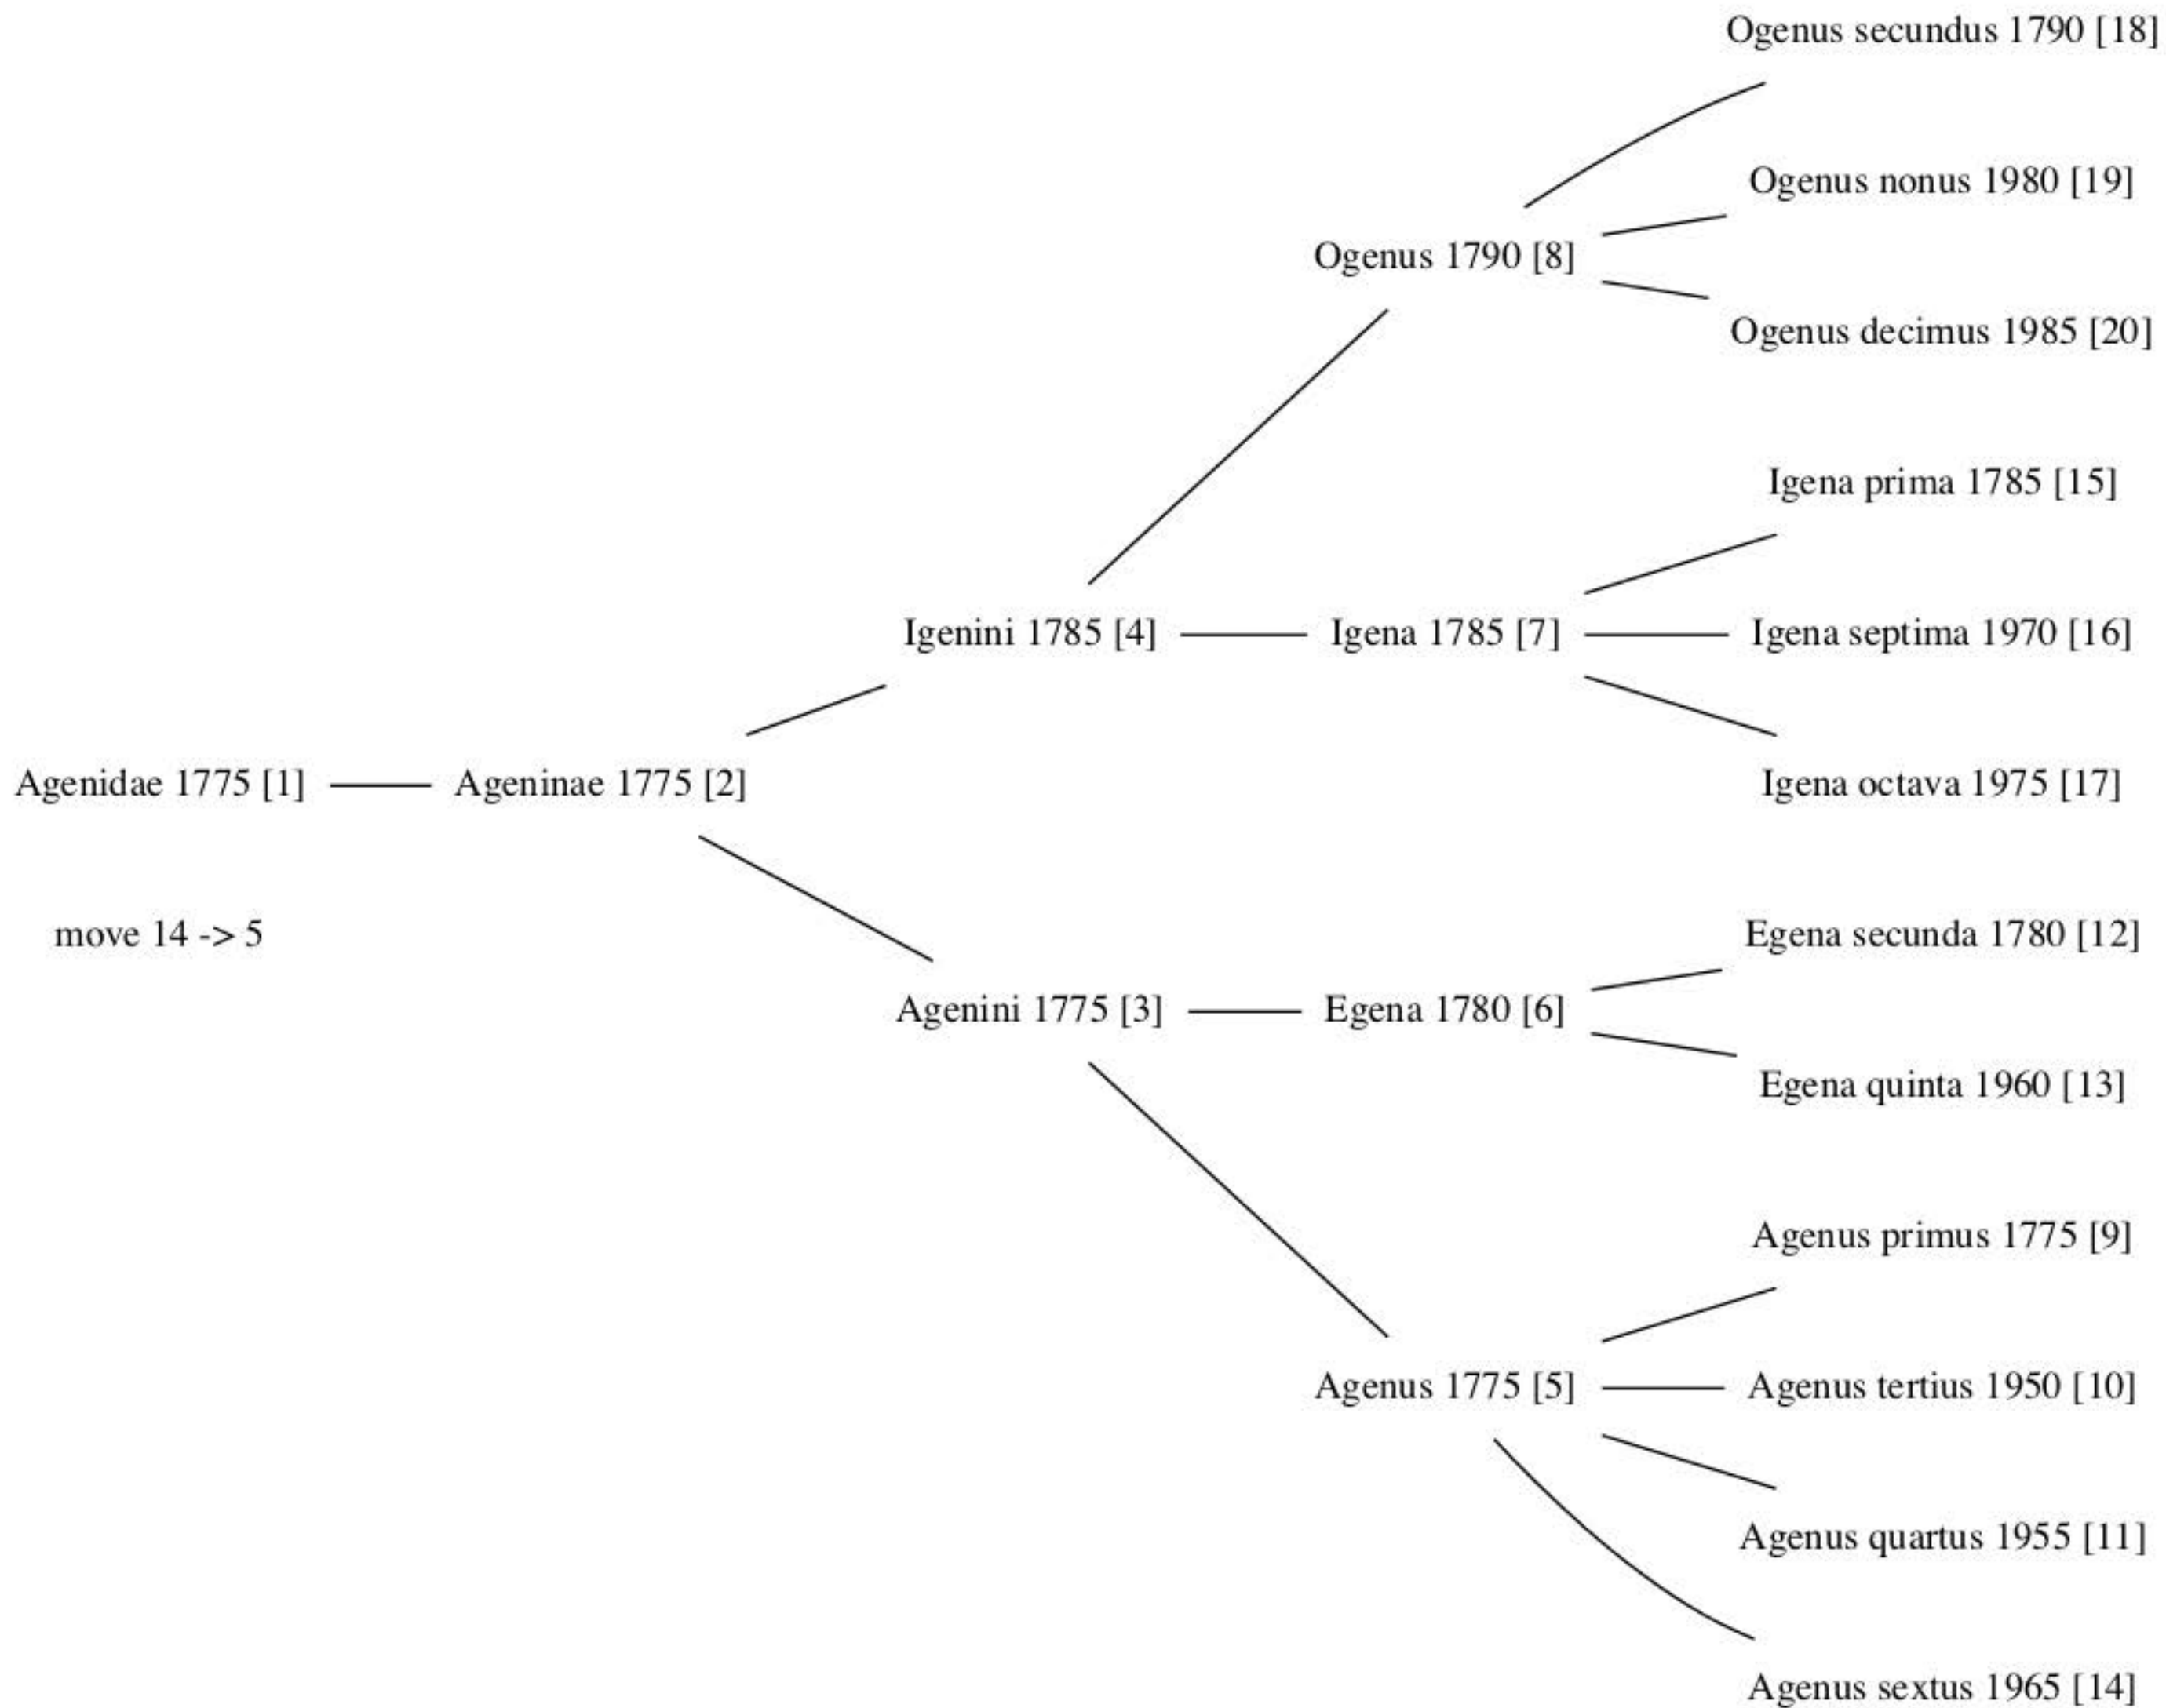 Ogenus secundus 1790 [18]
Ogenus nonus 1980 [19]
Ogenus 1790 [8]
Ogenus decimus 1985 [20]
Igena prima 1785 [15]
Igenini 1785 [4]
Igena 1785 [7]
Igena septima 1970 [16]
Agenidae 1775 [1]
Ageninae 1775 [2]
Igena octava 1975 [17]
move 14 -> 5
Egena secunda 1780 [12]
Agenini 1775 [3]
Egena 1780 [6]
Egena quinta 1960 [13]
Agenus primus 1775 [9]
Agenus 1775 [5]
Agenus tertius 1950 [10]
Agenus quartus 1955 [11]
Agenus sextus 1965 [14]